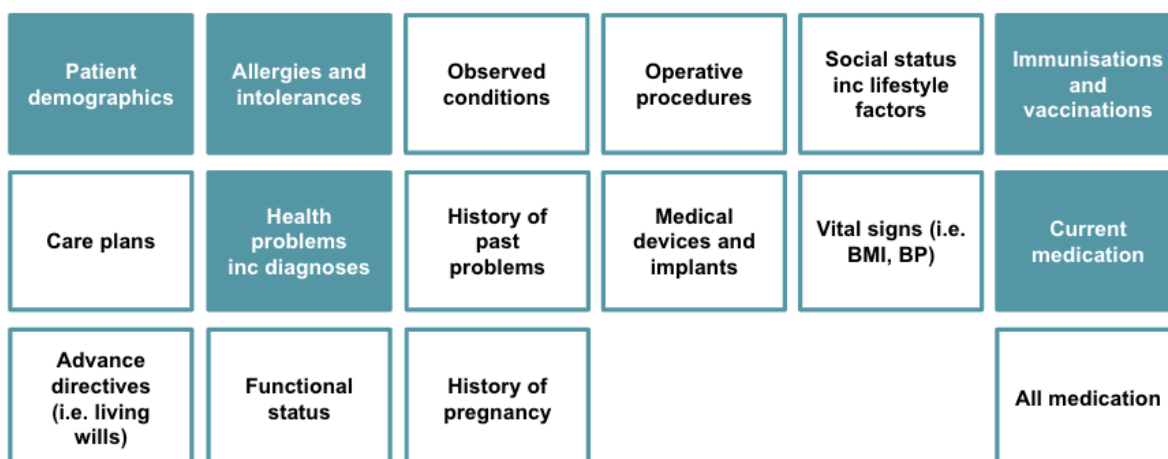 Patient
demographics
Allergies and
intolerances
Observed
conditions
Operative
procedures
Social status
inc lifestyle
factors
Immunisations
and
vaccinations
Care plans
Health
problems
inc diagnoses
History of
past
problems
Medical
devices and
implants
Vital signs (i.e.
BMI, BP)
Current
medication
Advance
directives
(i.e. living
wills)
Functional
status
History of
pregnancy
All medication